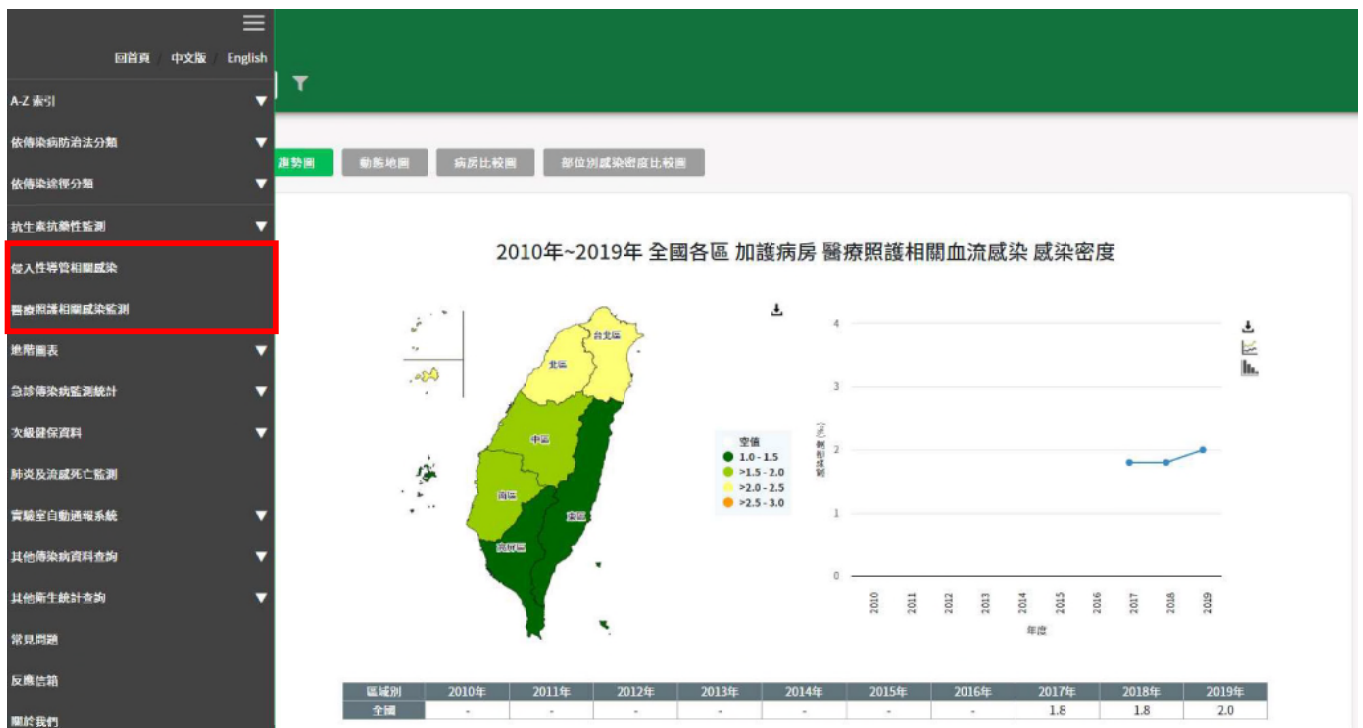 回首頁 / 中文版 / English
A-Z 索引
依傳染病防治法分類
依傳染途徑分類
抗生素抗藥性監測
侵入性導管相關感染
醫療照護相關感染監測
地階圖表
急診傳染病監測統計
次級健保資料
肺炎及流感死亡監測
實驗室自動通報系統
其他傳染病資料查詢
其他衛生統計查詢
常見問題
反應信箱
關於我們
趨勢圖 動態地圖 病房比較圖 部位別感染密度比較圖
2010年~2019年 全國各區 加護病房 醫療照護相關血流感染 感染密度
台北區
北區
中區
南區
東區
高屏區
空值
1.0 - 1.5
>1.5 - 2.0
>2.0 - 2.5
>2.5 - 3.0
4
3
2
1
0
2010 2011 2012 2013 2014 2015 2016 2017 2018 2019
年度
區域別 2010年 2011年 2012年 2013年 2014年 2015年 2016年 2017年 2018年 2019年
全國 - - - - - - - 1.8 1.8 2.0